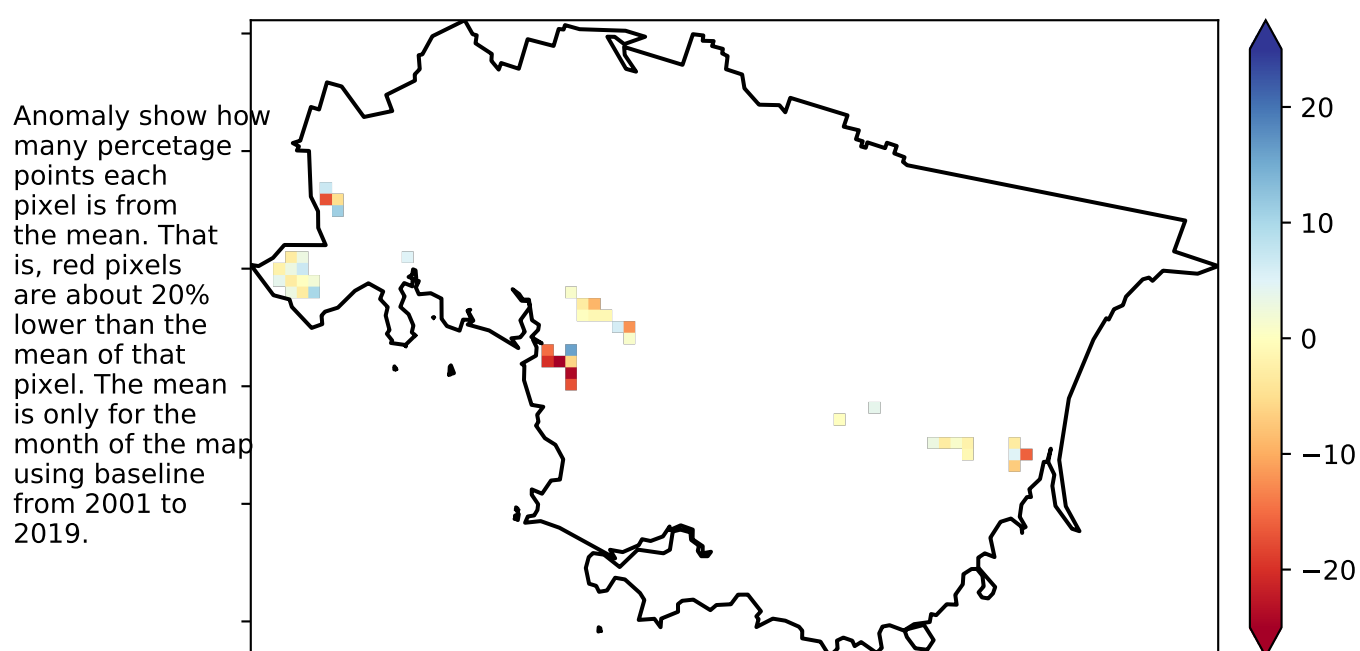 Anomaly show how
many percetage
points each
pixel is from
the mean. That
is, red pixels
are about 20%
lower than the
mean of that
pixel. The mean
is only for the
month of the map
using baseline
from 2001 to
2019.
20
10
0
−10
−20